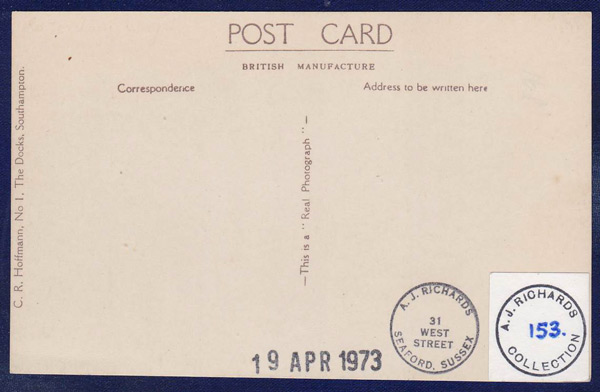 POST CARD
BRITISH MANUFACTURE
Correspondence
Address to be written here
C. R. Hoffmann, No 1, The Docks, Southampton.
—This is a "Real Photograph"—
A. J. RICHARDS
31
WEST
STREET
SEAFORD, SUSSEX
A. J. RICHARDS
153.
COLLECTION
19 APR 1973